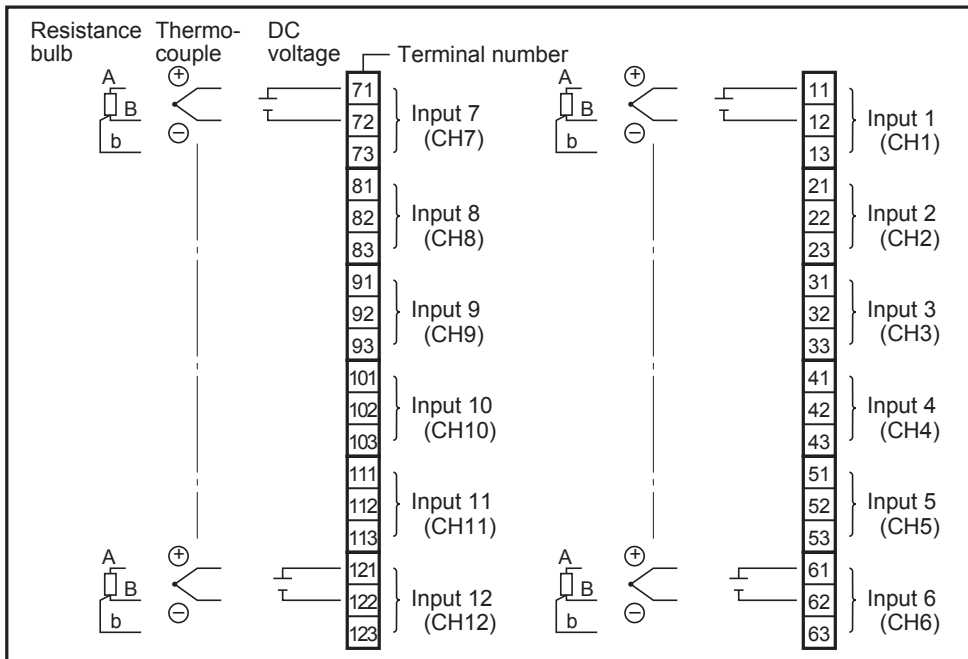 Resistance bulb
Thermo-couple
DC voltage
Terminal number
A
B
b
+
−
71
72
73
Input 7
(CH7)
81
82
83
Input 8
(CH8)
91
92
93
Input 9
(CH9)
101
102
103
Input 10
(CH10)
111
112
113
Input 11
(CH11)
A
B
b
+
−
121
122
123
Input 12
(CH12)
A
B
b
+
−
11
12
13
Input 1
(CH1)
21
22
23
Input 2
(CH2)
31
32
33
Input 3
(CH3)
41
42
43
Input 4
(CH4)
51
52
53
Input 5
(CH5)
A
B
b
+
−
61
62
63
Input 6
(CH6)